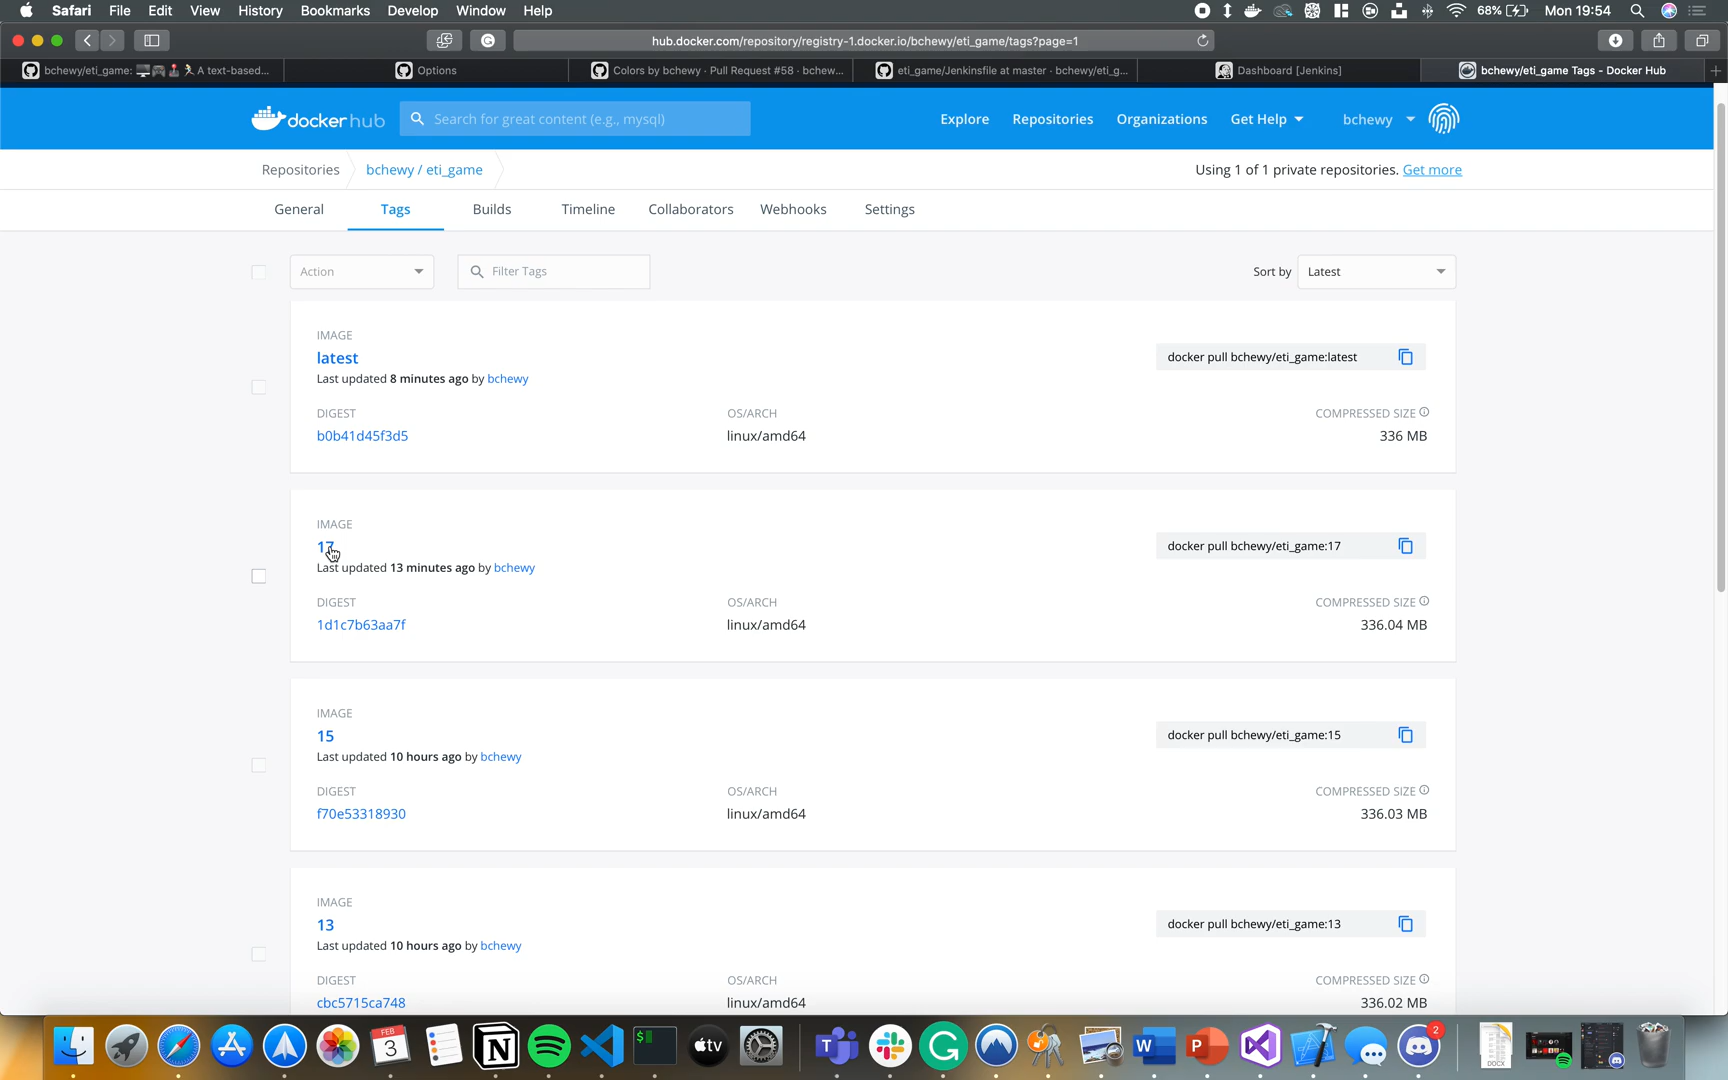 Safari File Edit View History Bookmarks Develop Window Help 68% Mon 19:54
hub.docker.com/repository/registry-1.docker.io/bchewy/eti_game/tags?page=1
bchewy/eti_game: A text-based... Options Colors by bchewy · Pull Request #58 · bchew... eti_game/Jenkinsfile at master · bchewy/eti_g... Dashboard [Jenkins] bchewy/eti_game Tags - Docker Hub
docker hub Search for great content (e.g., mysql) Explore Repositories Organizations Get Help bchewy
Repositories bchewy / eti_game Using 1 of 1 private repositories. Get more
General Tags Builds Timeline Collaborators Webhooks Settings
Action Filter Tags Sort by Latest
IMAGE
latest docker pull bchewy/eti_game:latest
Last updated 8 minutes ago by bchewy
DIGEST OS/ARCH COMPRESSED SIZE
b0b41d45f3d5 linux/amd64 336 MB
IMAGE
17 docker pull bchewy/eti_game:17
Last updated 13 minutes ago by bchewy
DIGEST OS/ARCH COMPRESSED SIZE
1d1c7b63aa7f linux/amd64 336.04 MB
IMAGE
15 docker pull bchewy/eti_game:15
Last updated 10 hours ago by bchewy
DIGEST OS/ARCH COMPRESSED SIZE
f70e53318930 linux/amd64 336.03 MB
IMAGE
13 docker pull bchewy/eti_game:13
Last updated 10 hours ago by bchewy
DIGEST OS/ARCH COMPRESSED SIZE
cbc5715ca748 linux/amd64 336.02 MB
FEB
3
$
tv
W
P
2
DOCX